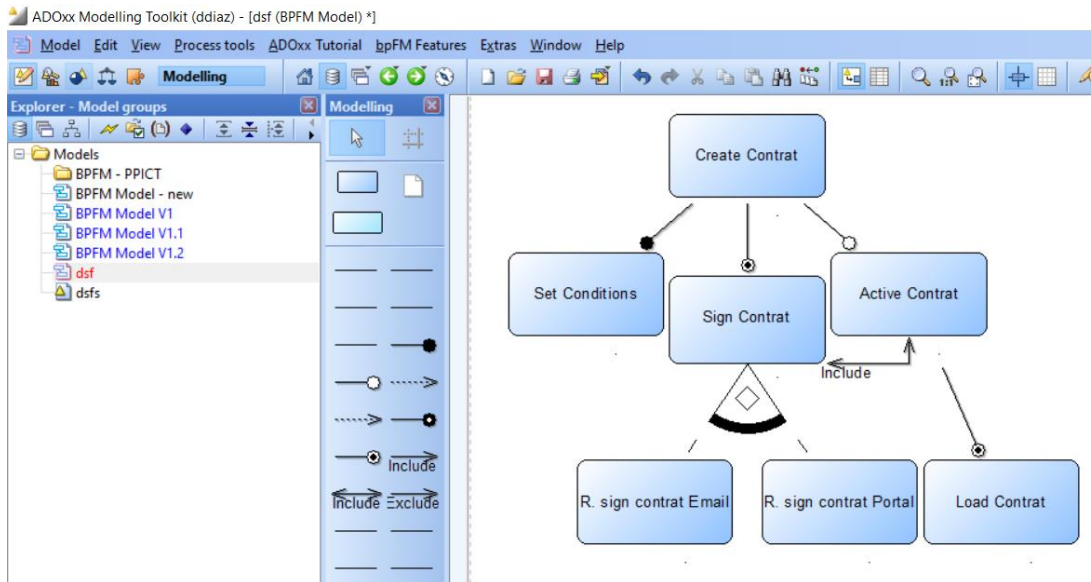 ADOxx Modelling Toolkit (ddiaz) - [dsf (BPFM Model) *]
Model Edit View Process tools ADOxx Tutorial bpFM Features Extras Window Help
Modelling
Explorer - Model groups
Models
BPFM - PPICT
BPFM Model - new
BPFM Model V1
BPFM Model V1.1
BPFM Model V1.2
dsf
dsfs
Modelling
Include
Include Exclude
Create Contrat
Set Conditions
Sign Contrat
Active Contrat
Include
R. sign contrat Email
R. sign contrat Portal
Load Contrat